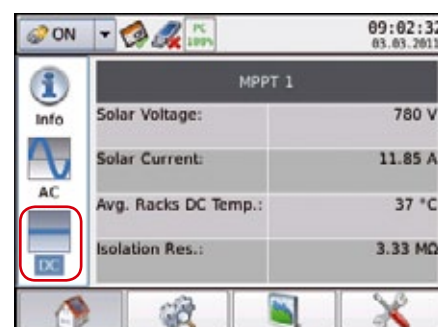 ON
PC
100%
09:02:32
03.03.2011
MPPT 1
Info
Solar Voltage: 780 V
Solar Current: 11.85 A
AC
Avg. Racks DC Temp.: 37 °C
Isolation Res.: 3.33 MΩ
DC